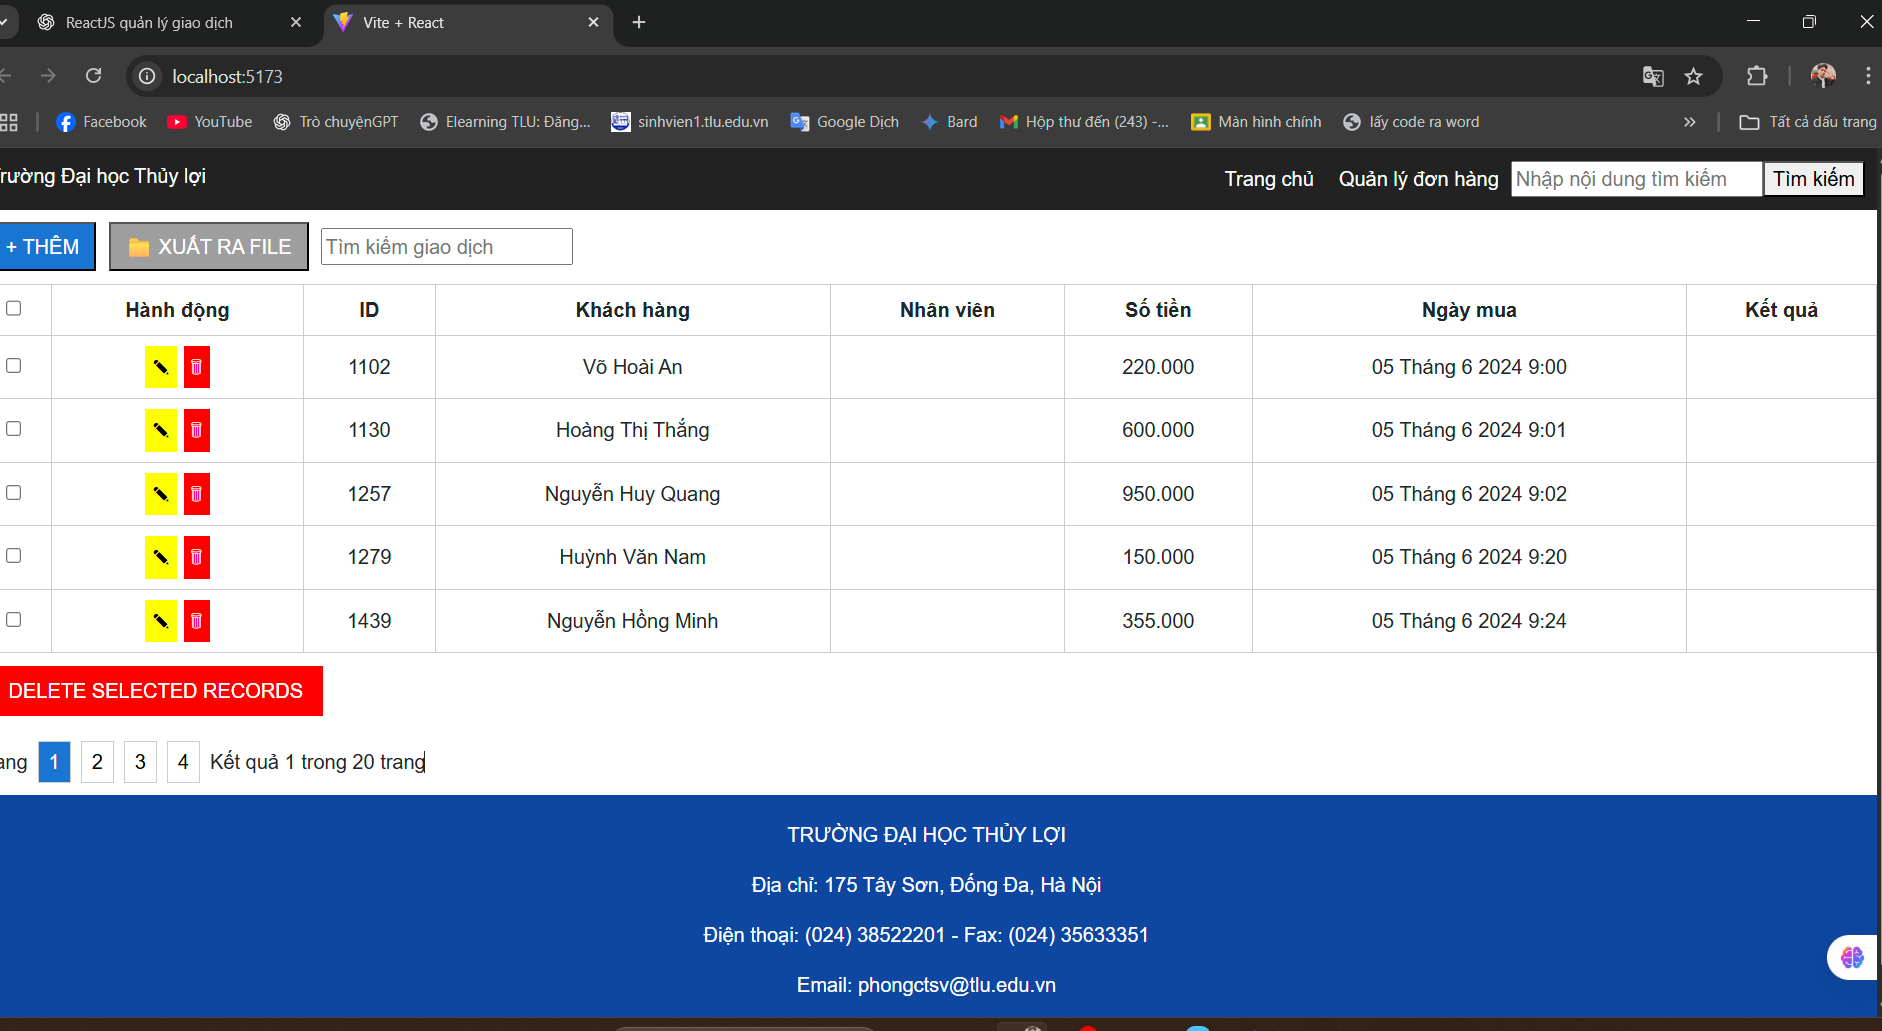 ReactJS quản lý giao dịch
Vite + React
localhost:5173
Facebook YouTube Trò chuyệnGPT Elearning TLU: Đăng... sinhvien1.tlu.edu.vn Google Dịch Bard Hộp thư đến (243) -... Màn hình chính lấy code ra word » Tất cả dấu trang
rường Đại học Thủy lợi Trang chủ Quản lý đơn hàng Nhập nội dung tìm kiếm Tìm kiếm
+ THÊM XUẤT RA FILE Tìm kiếm giao dịch
Hành động ID Khách hàng Nhân viên Số tiền Ngày mua Kết quả
1102 Võ Hoài An 220.000 05 Tháng 6 2024 9:00
1130 Hoàng Thị Thắng 600.000 05 Tháng 6 2024 9:01
1257 Nguyễn Huy Quang 950.000 05 Tháng 6 2024 9:02
1279 Huỳnh Văn Nam 150.000 05 Tháng 6 2024 9:20
1439 Nguyễn Hồng Minh 355.000 05 Tháng 6 2024 9:24
DELETE SELECTED RECORDS
ang 1 2 3 4 Kết quả 1 trong 20 trang
TRƯỜNG ĐẠI HỌC THỦY LỢI
Địa chỉ: 175 Tây Sơn, Đống Đa, Hà Nội
Điện thoại: (024) 38522201 - Fax: (024) 35633351
Email: phongctsv@tlu.edu.vn